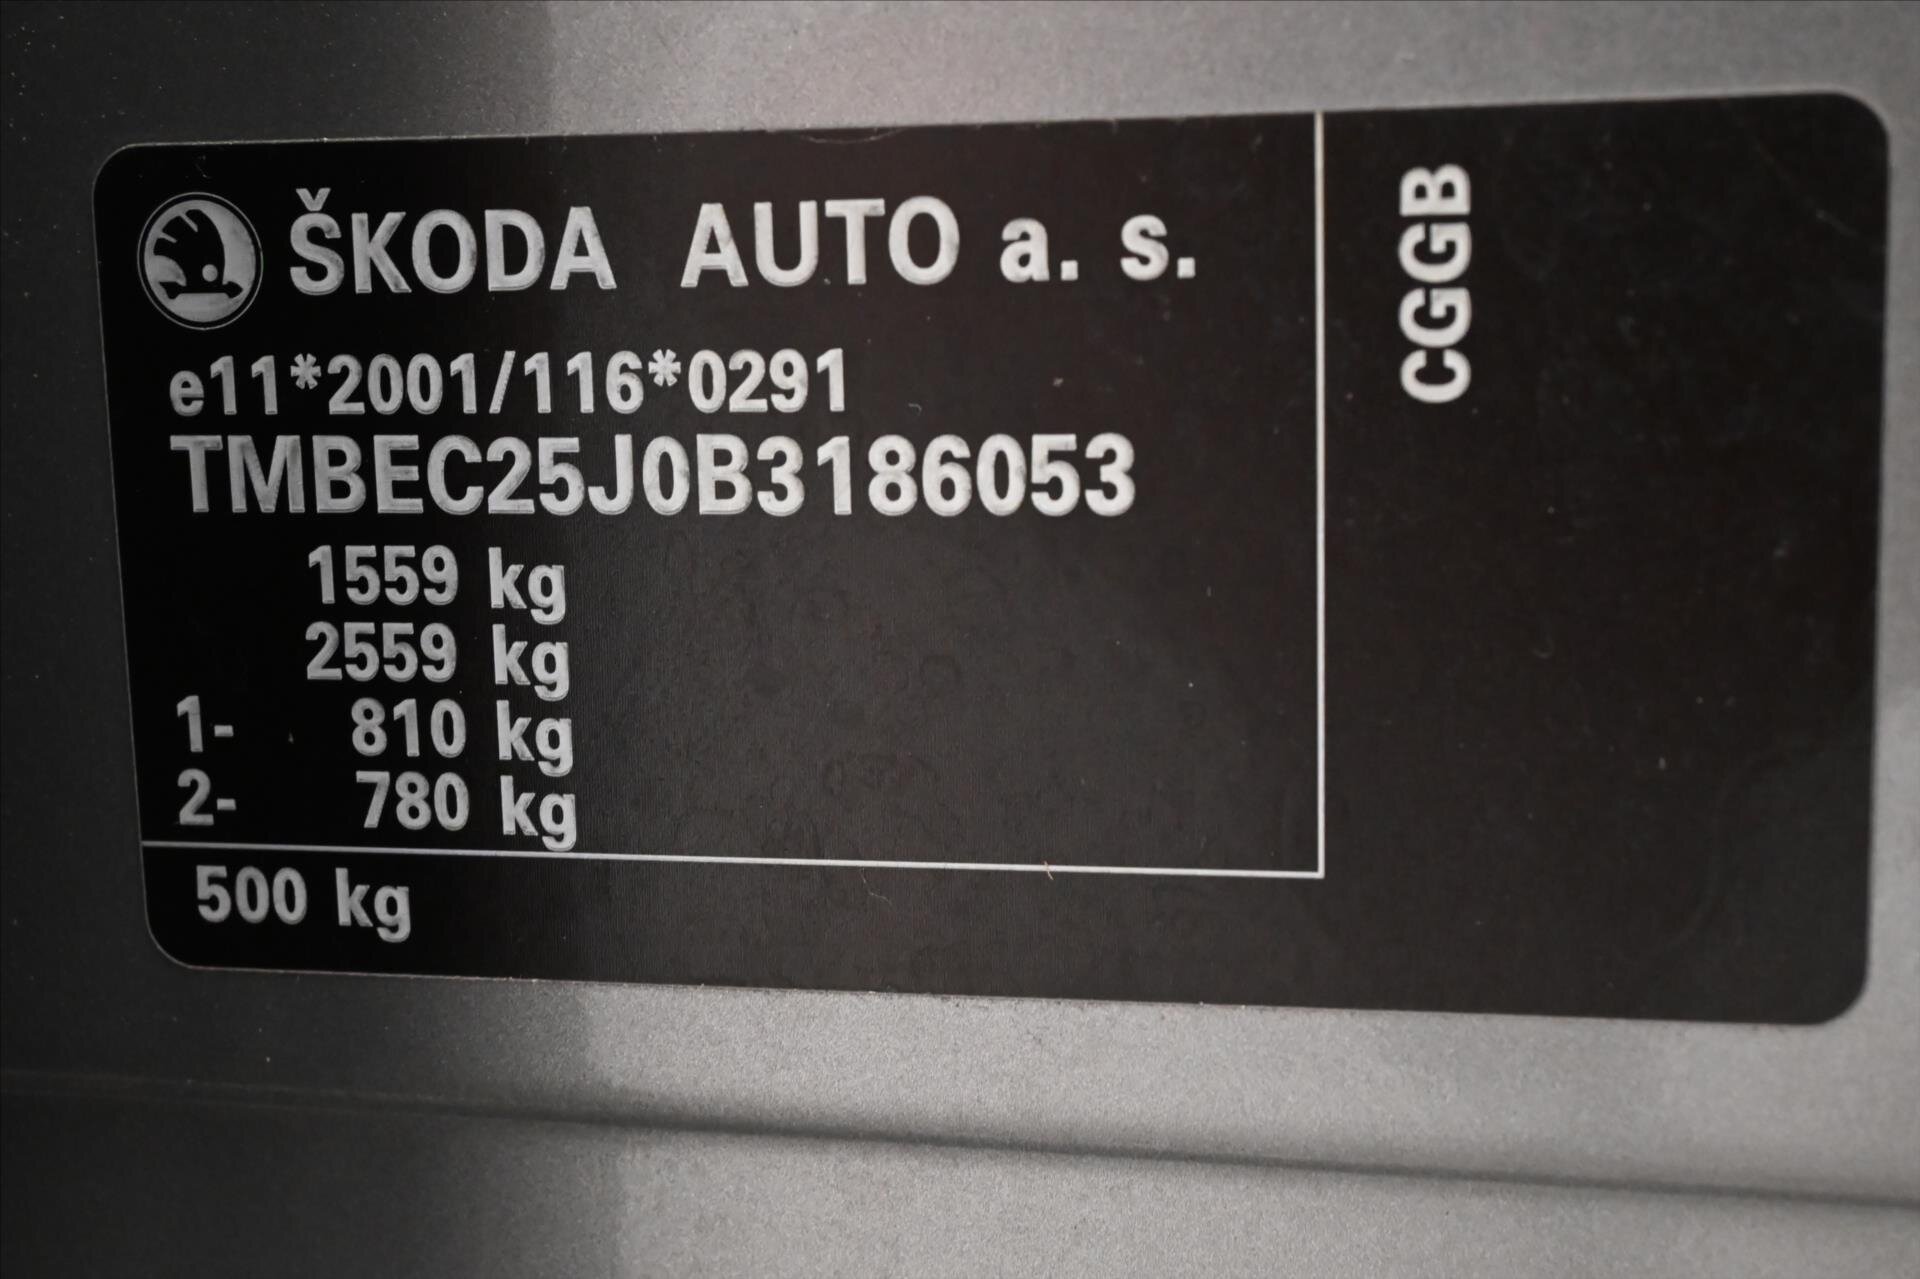 ŠKODA AUTO a. s.
e11*2001/116*0291
TMBEC25J0B3186053
1559 kg
2559 kg
1- 810 kg
2- 780 kg
500 kg
CGGB